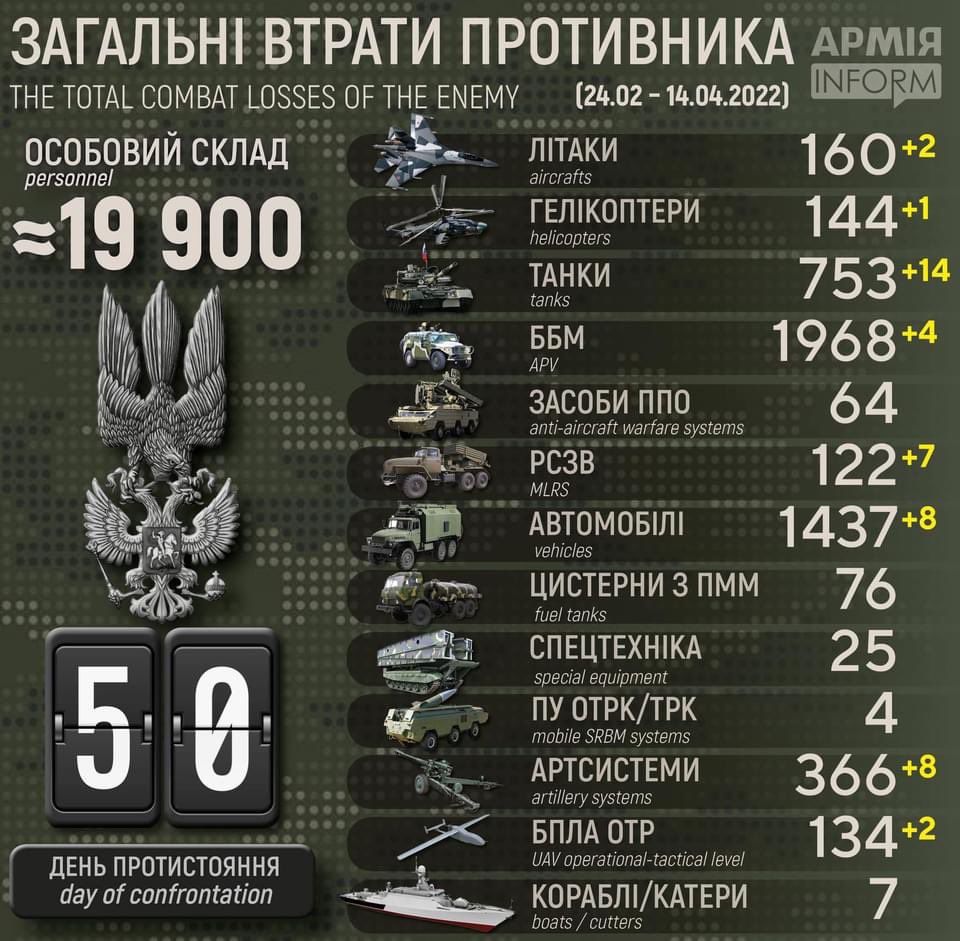 ЗАГАЛЬНІ ВТРАТИ ПРОТИВНИКА
АРМІЯ
INFORM
THE TOTAL COMBAT LOSSES OF THE ENEMY
(24.02 – 14.04.2022)
ОСОБОВИЙ СКЛАД
personnel
≈19 900
ЛІТАКИ
aircrafts
160+2
ГЕЛІКОПТЕРИ
helicopters
144+1
ТАНКИ
tanks
753+14
ББМ
APV
1968+4
ЗАСОБИ ППО
anti-aircraft warfare systems
64
РСЗВ
MLRS
122+7
АВТОМОБІЛІ
vehicles
1437+8
ЦИСТЕРНИ З ПММ
fuel tanks
76
СПЕЦТЕХНІКА
special equipment
25
ПУ ОТРК/ТРК
mobile SRBM systems
4
АРТСИСТЕМИ
artillery systems
366+8
БПЛА ОТР
UAV operational-tactical level
134+2
КОРАБЛІ/КАТЕРИ
boats / cutters
7
50
ДЕНЬ ПРОТИСТОЯННЯ
day of confrontation